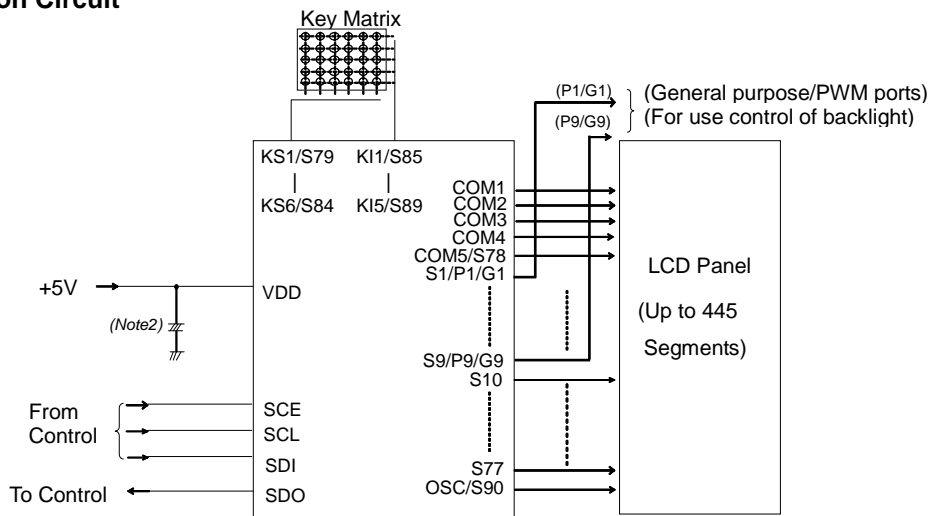 on Circuit
Key Matrix
(P1/G1)
(General purpose/PWM ports)
(P9/G9)
(For use control of backlight)
KS1/S79 KI1/S85
KS6/S84 KI5/S89
COM1
COM2
COM3
COM4
COM5/S78
S1/P1/G1
LCD Panel
(Up to 445
Segments)
+5V
VDD
(Note2)
S9/P9/G9
S10
From
Control
SCE
SCL
SDI
S77
To Control
SDO
OSC/S90